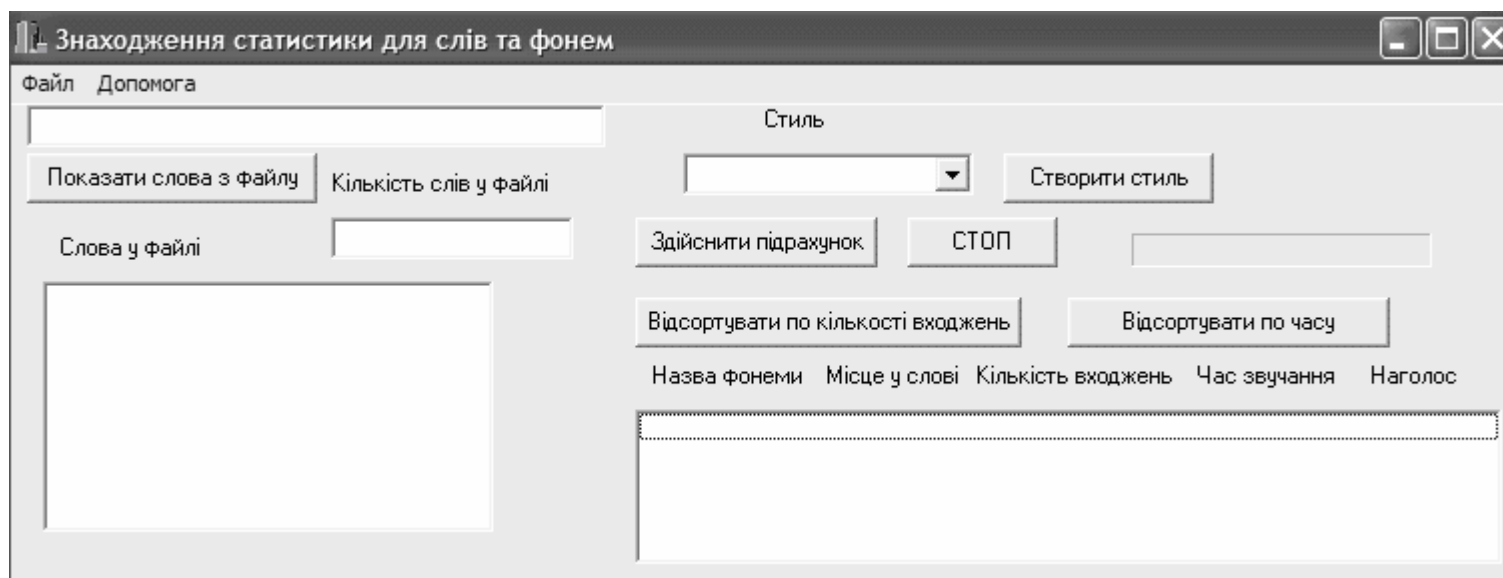 Знаходження статистики для слів та фонем
Файл Допомога
Стиль
Показати слова з файлу
Кількість слів у файлі
Створити стиль
Слова у файлі
Здійснити підрахунок
СТОП
Відсортувати по кількості входжень
Відсортувати по часу
Назва фонеми Місце у слові Кількість входжень Час звучання Наголос